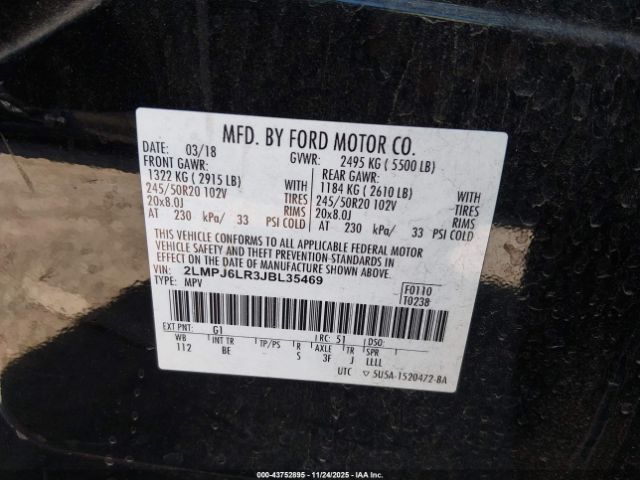 MFD. BY FORD MOTOR CO.
DATE: 03/18 GVWR: 2495 KG ( 5500 LB)
FRONT GAWR: REAR GAWR:
1322 KG ( 2915 LB) WITH 1184 KG ( 2610 LB) WITH
245/50R20 102V TIRES 245/50R20 102V TIRES
20x8.0J RIMS 20x8.0J RIMS
AT 230 kPa/ 33 PSI COLD AT 230 kPa/ 33 PSI COLD
THIS VEHICLE CONFORMS TO ALL APPLICABLE FEDERAL MOTOR
VEHICLE SAFETY AND THEFT PREVENTION STANDARDS IN
EFFECT ON THE DATE OF MANUFACTURE SHOWN ABOVE.
VIN: 2LMPJ6LR3JBL35469 F0110
TYPE: MPV T0238
EXT PNT: G1 RC: 51 DSO:
WB INT TR TP/PS R AXLE TR SPR
112 BE S 3F J LLLL
UTC ▽ 5U5A-1520472-BA
000-43752895 - 11/24/2025 - IAAI.COM